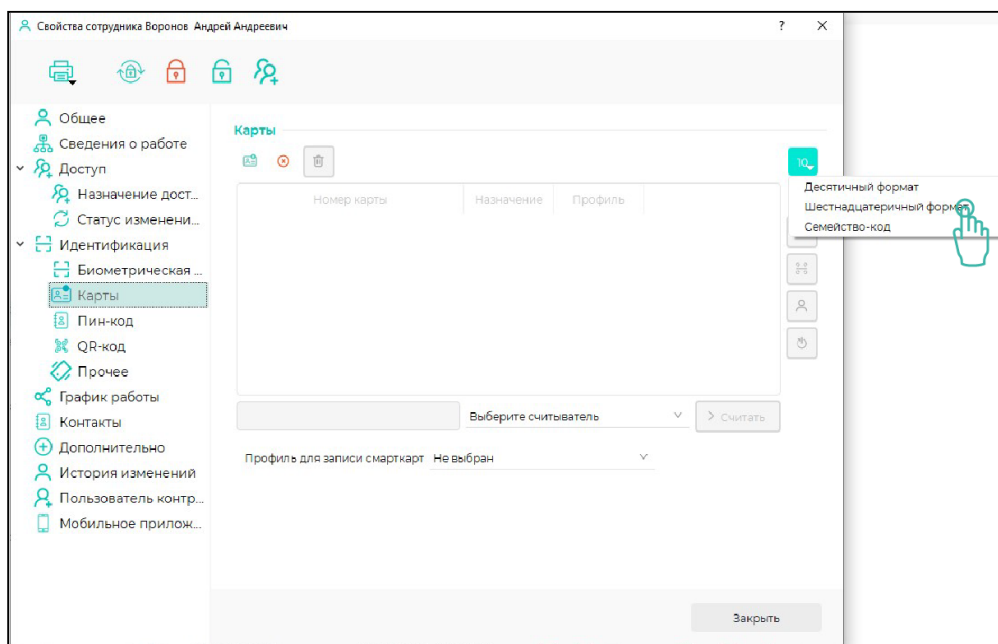 Свойства сотрудника Воронов Андрей Андреевич
?
Общее
Сведения о работе
Доступ
Назначение дост...
Статус изменени...
Идентификация
Биометрическая ...
Карты
Пин-код
QR-код
Прочее
График работы
Контакты
Дополнительно
История изменений
Пользователь контр...
Мобильное прилож...
Карты
10
Номер карты Назначение Профиль
Десятичный формат
Шестнадцатеричный формат
Семейство-код
Выберите считыватель
> Считать
Профиль для записи смарткарт Не выбран
Закрыть